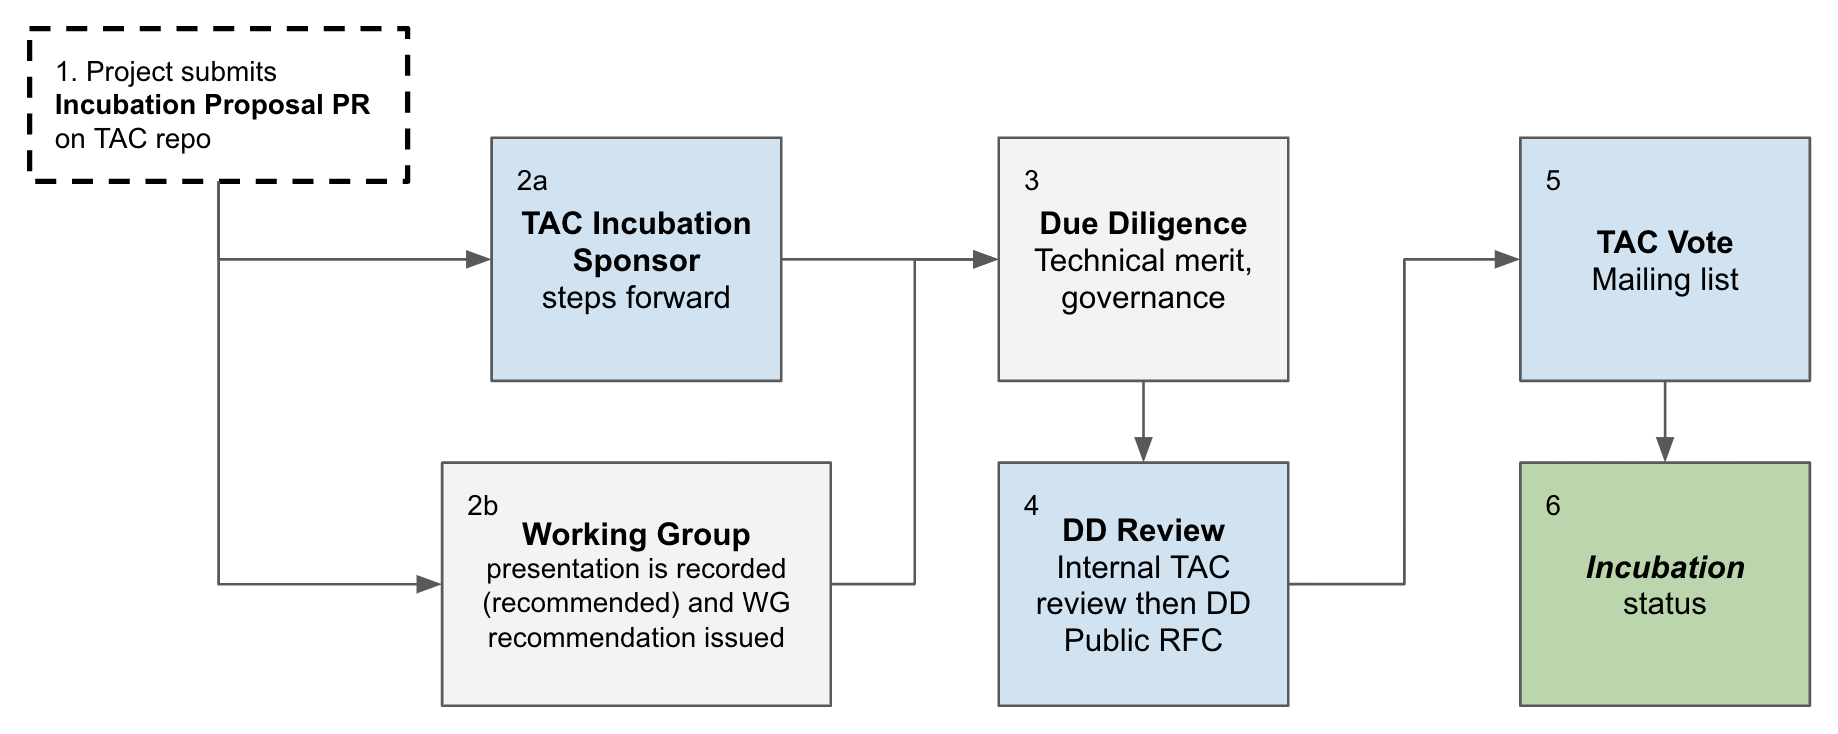 1. Project submits
Incubation Proposal PR
on TAC repo
2a
TAC Incubation
Sponsor
steps forward
2b
Working Group
presentation is recorded
(recommended) and WG
recommendation issued
3
Due Diligence
Technical merit,
governance
4
DD Review
Internal TAC
review then DD
Public RFC
5
TAC Vote
Mailing list
6
Incubation
status